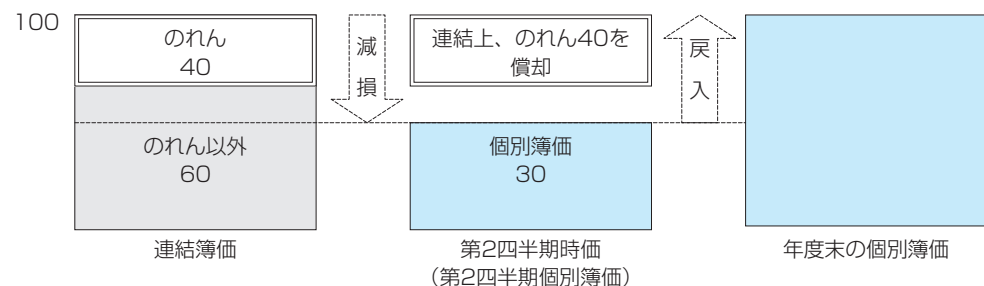 100
のれん
40
減
損
連結上、のれん40を
償却
戻
入
のれん以外
60
個別簿価
30
連結簿価
第2四半期時価
(第2四半期個別簿価)
年度末の個別簿価